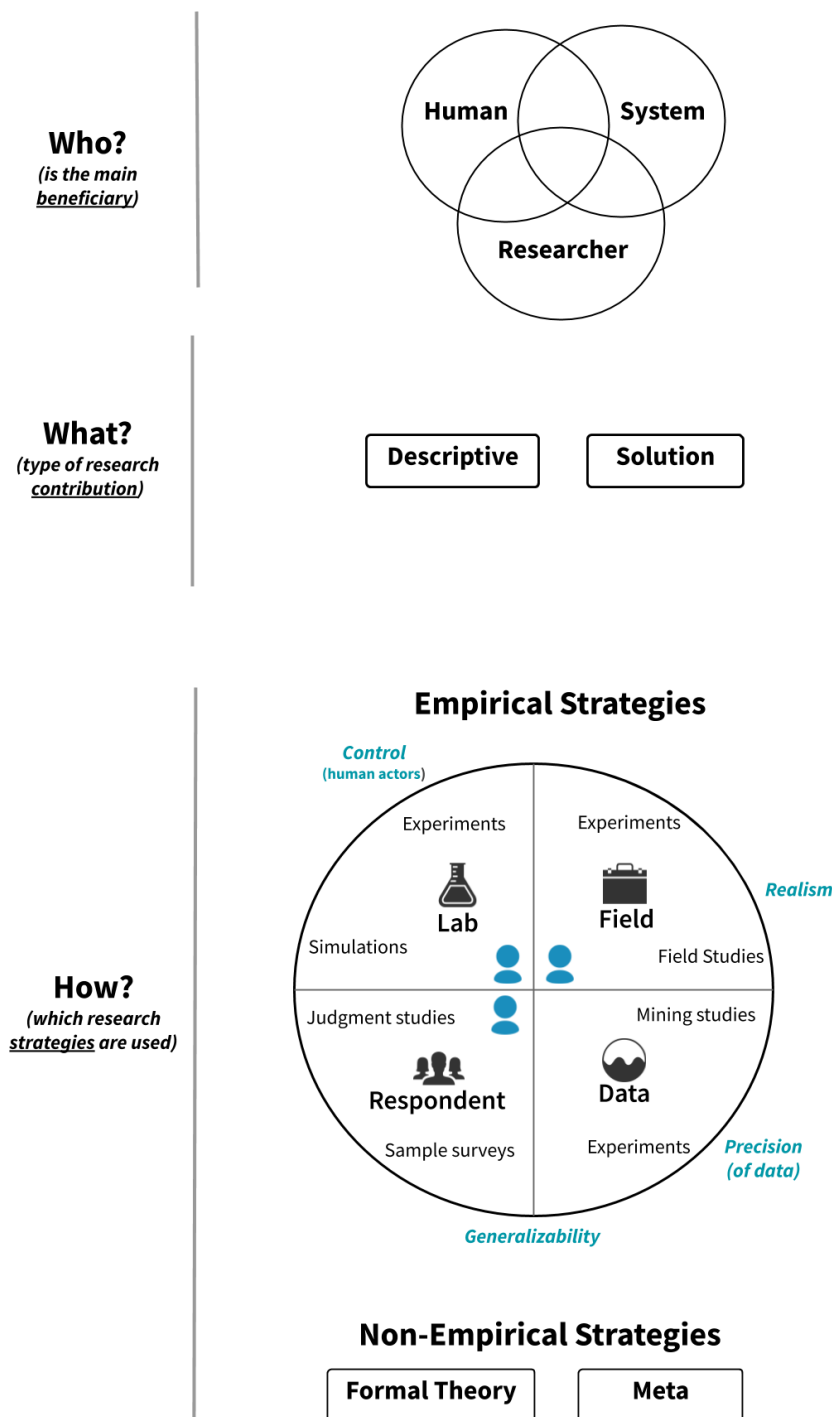 Who?
(is the main
beneficiary)
Human
System
Researcher
What?
(type of research
contribution)
Descriptive
Solution
How?
(which research
strategies are used)
Empirical Strategies
Control
(human actors)
Experiments
Experiments
Realism
Lab
Field
Simulations
Field Studies
Judgment studies
Mining studies
Respondent
Data
Sample surveys
Experiments
Precision
(of data)
Generalizability
Non-Empirical Strategies
Formal Theory
Meta